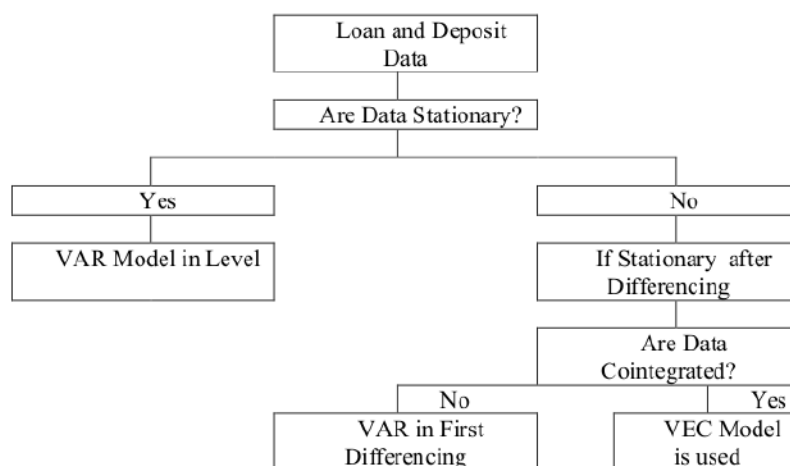 Loan and Deposit
Data
Are Data Stationary?
Yes
No
VAR Model in Level
If Stationary after
Differencing
Are Data
Cointegrated?
No
Yes
VAR in First
Differencing
VEC Model
is used